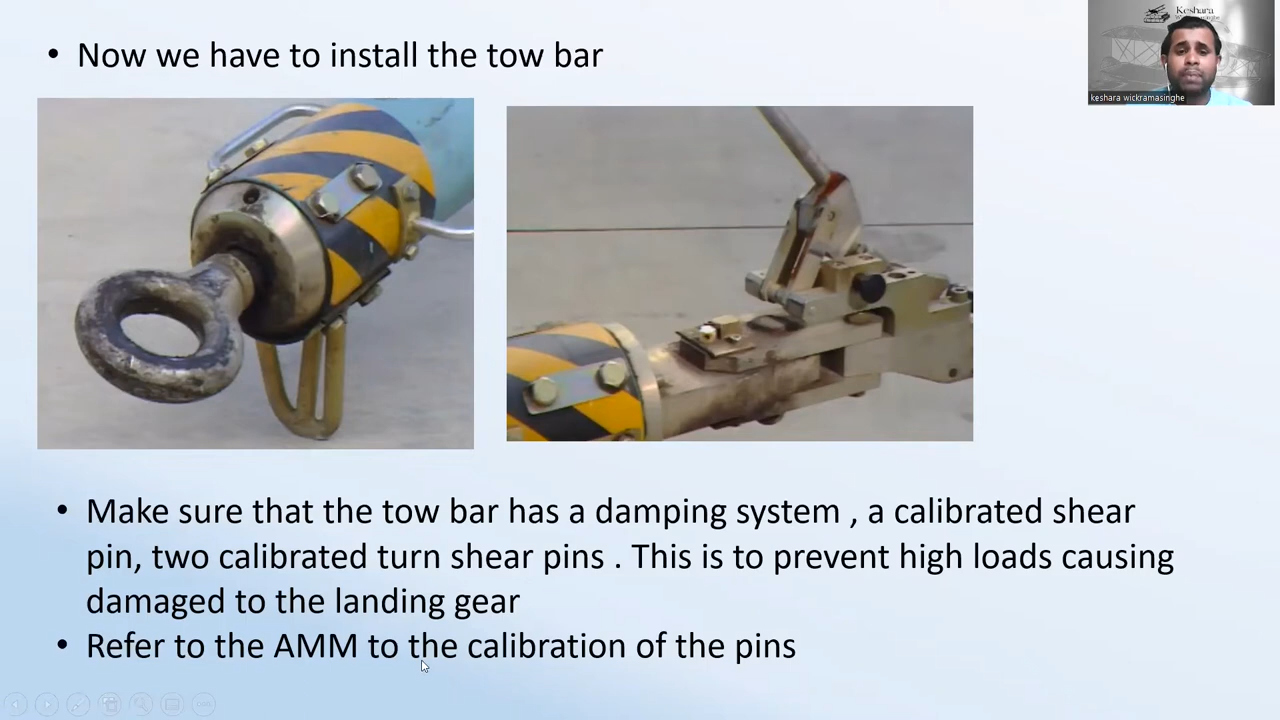 • Now we have to install the tow bar
Keshara
keshara wickramasinghe
• Make sure that the tow bar has a damping system , a calibrated shear
pin, two calibrated turn shear pins . This is to prevent high loads causing
damaged to the landing gear
• Refer to the AMM to the calibration of the pins